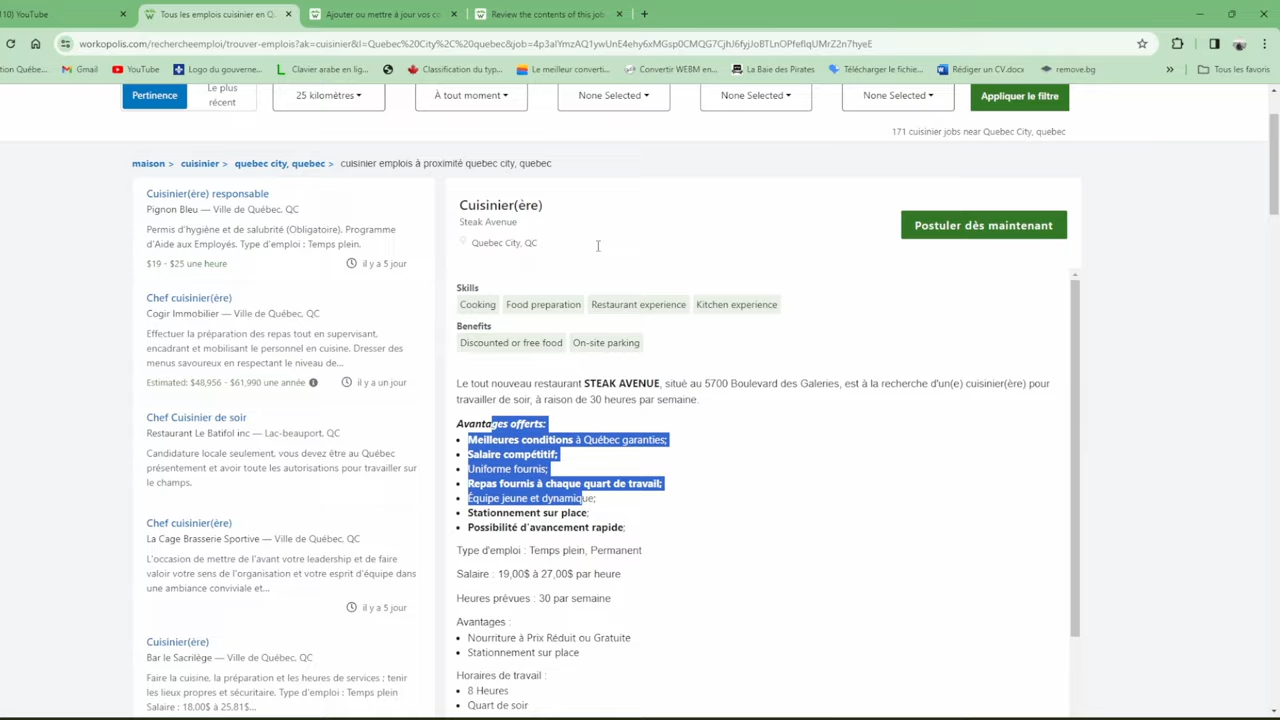 110) YouTube
Tous les emplois cuisinier en Q
Ajouter ou mettre à jour vos co
Review the contents of this job
workopolis.com/rechercheemploi/trouver-emplois?ak=cuisinier&l=Quebec%20City%2C%20quebec&job=4p3alYmzAQ1ywUnE4ehy6xMGsp0CMQG7CjhJ6fyjJoBTLnOPfeflqUMrZ2n7hyeE
tion Québe...
Gmail
YouTube
Logo du gouverne...
Clavier arabe en lig...
Classification du typ...
Le meilleur converti...
Convertir WEBM en...
La Baie des Pirates
Télécharger le fichie...
Rédiger un CV.docx
remove.bg
Tous les favoris
Pertinence
Le plus
récent
25 kilomètres
À tout moment
None Selected
None Selected
None Selected
Appliquer le filtre
171 cuisinier jobs near Quebec City, quebec
maison > cuisinier > quebec city, quebec > cuisinier emplois à proximité quebec city, quebec
Cuisinier(ère) responsable
Pignon Bleu — Ville de Québec, QC
Permis d'hygiène et de salubrité (Obligatoire). Programme
d'Aide aux Employés. Type d'emploi : Temps plein.
$19 - $25 une heure
il y a 5 jour
Chef cuisinier(ère)
Cogir Immobilier — Ville de Québec, QC
Effectuer la préparation des repas tout en supervisant,
encadrant et mobilisant le personnel en cuisine. Dresser des
menus savoureux en respectant le niveau de...
Estimated: $48,956 - $61,990 une année
il y a un jour
Chef Cuisinier de soir
Restaurant Le Batifol inc — Lac-beauport, QC
Candidature locale seulement, vous devez être au Québec
présentement et avoir toute les autorisations pour travailler sur
le champs.
Chef cuisinier(ère)
La Cage Brasserie Sportive — Ville de Québec, QC
L'occasion de mettre de l'avant votre leadership et de faire
valoir votre sens de l'organisation et votre esprit d'équipe dans
une ambiance conviviale et...
il y a 5 jour
Cuisinier(ère)
Bar le Sacrilège — Ville de Québec, QC
Faire la cuisine, la préparation et les heures de services ; tenir
les lieux propres et sécuritaire. Type d'emploi : Temps plein
Salaire : 18,00$ à 25,81$...
Cuisinier(ère)
Steak Avenue
Quebec City, QC
Postuler dès maintenant
Skills
Cooking
Food preparation
Restaurant experience
Kitchen experience
Benefits
Discounted or free food
On-site parking
Le tout nouveau restaurant STEAK AVENUE, situé au 5700 Boulevard des Galeries, est à la recherche d'un(e) cuisinier(ère) pour
travailler de soir, à raison de 30 heures par semaine.
Avantages offerts:
• Meilleures conditions à Québec garanties;
• Salaire compétitif;
• Uniforme fournis;
• Repas fournis à chaque quart de travail;
• Équipe jeune et dynamique;
• Stationnement sur place;
• Possibilité d'avancement rapide;
Type d'emploi : Temps plein, Permanent
Salaire : 19,00$ à 27,00$ par heure
Heures prévues : 30 par semaine
Avantages :
• Nourriture à Prix Réduit ou Gratuite
• Stationnement sur place
Horaires de travail :
• 8 Heures
• Quart de soir